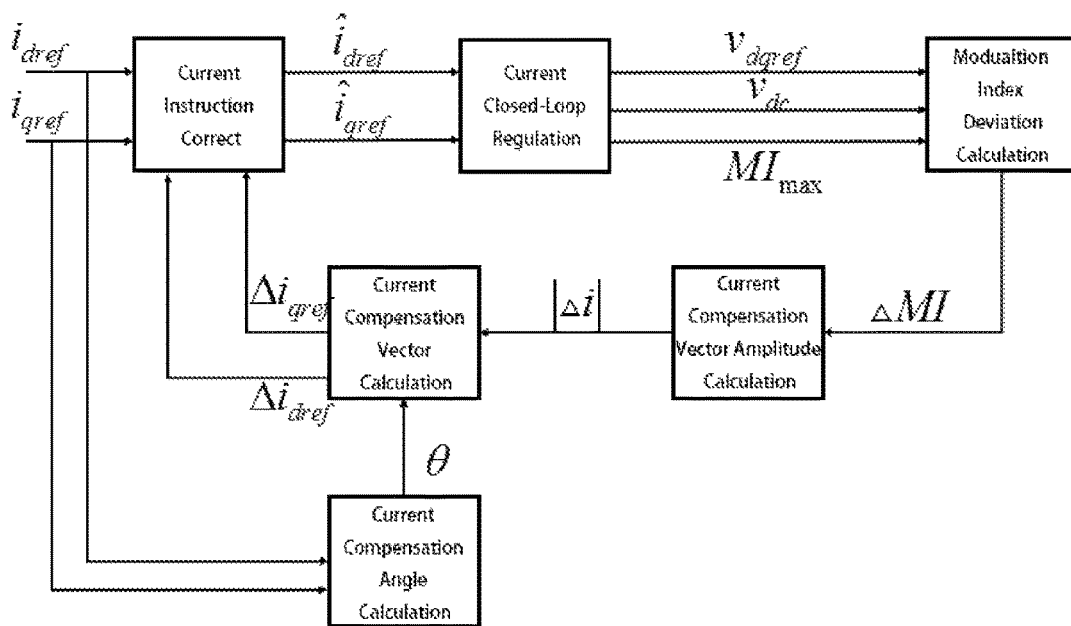 i_dref
i_qref
Current
Instruction
Correct
î_dref
î_qref
Current
Closed-Loop
Regulation
v_dqref
v_dc
MI_max
Modualtion
Index
Deviation
Calculation
Δi_qref
Δi_dref
Current
Compensation
Vector
Calculation
|Δi|
Current
Compensation
Vector Amplitude
Calculation
ΔMI
θ
Current
Compensation
Angle
Calculation